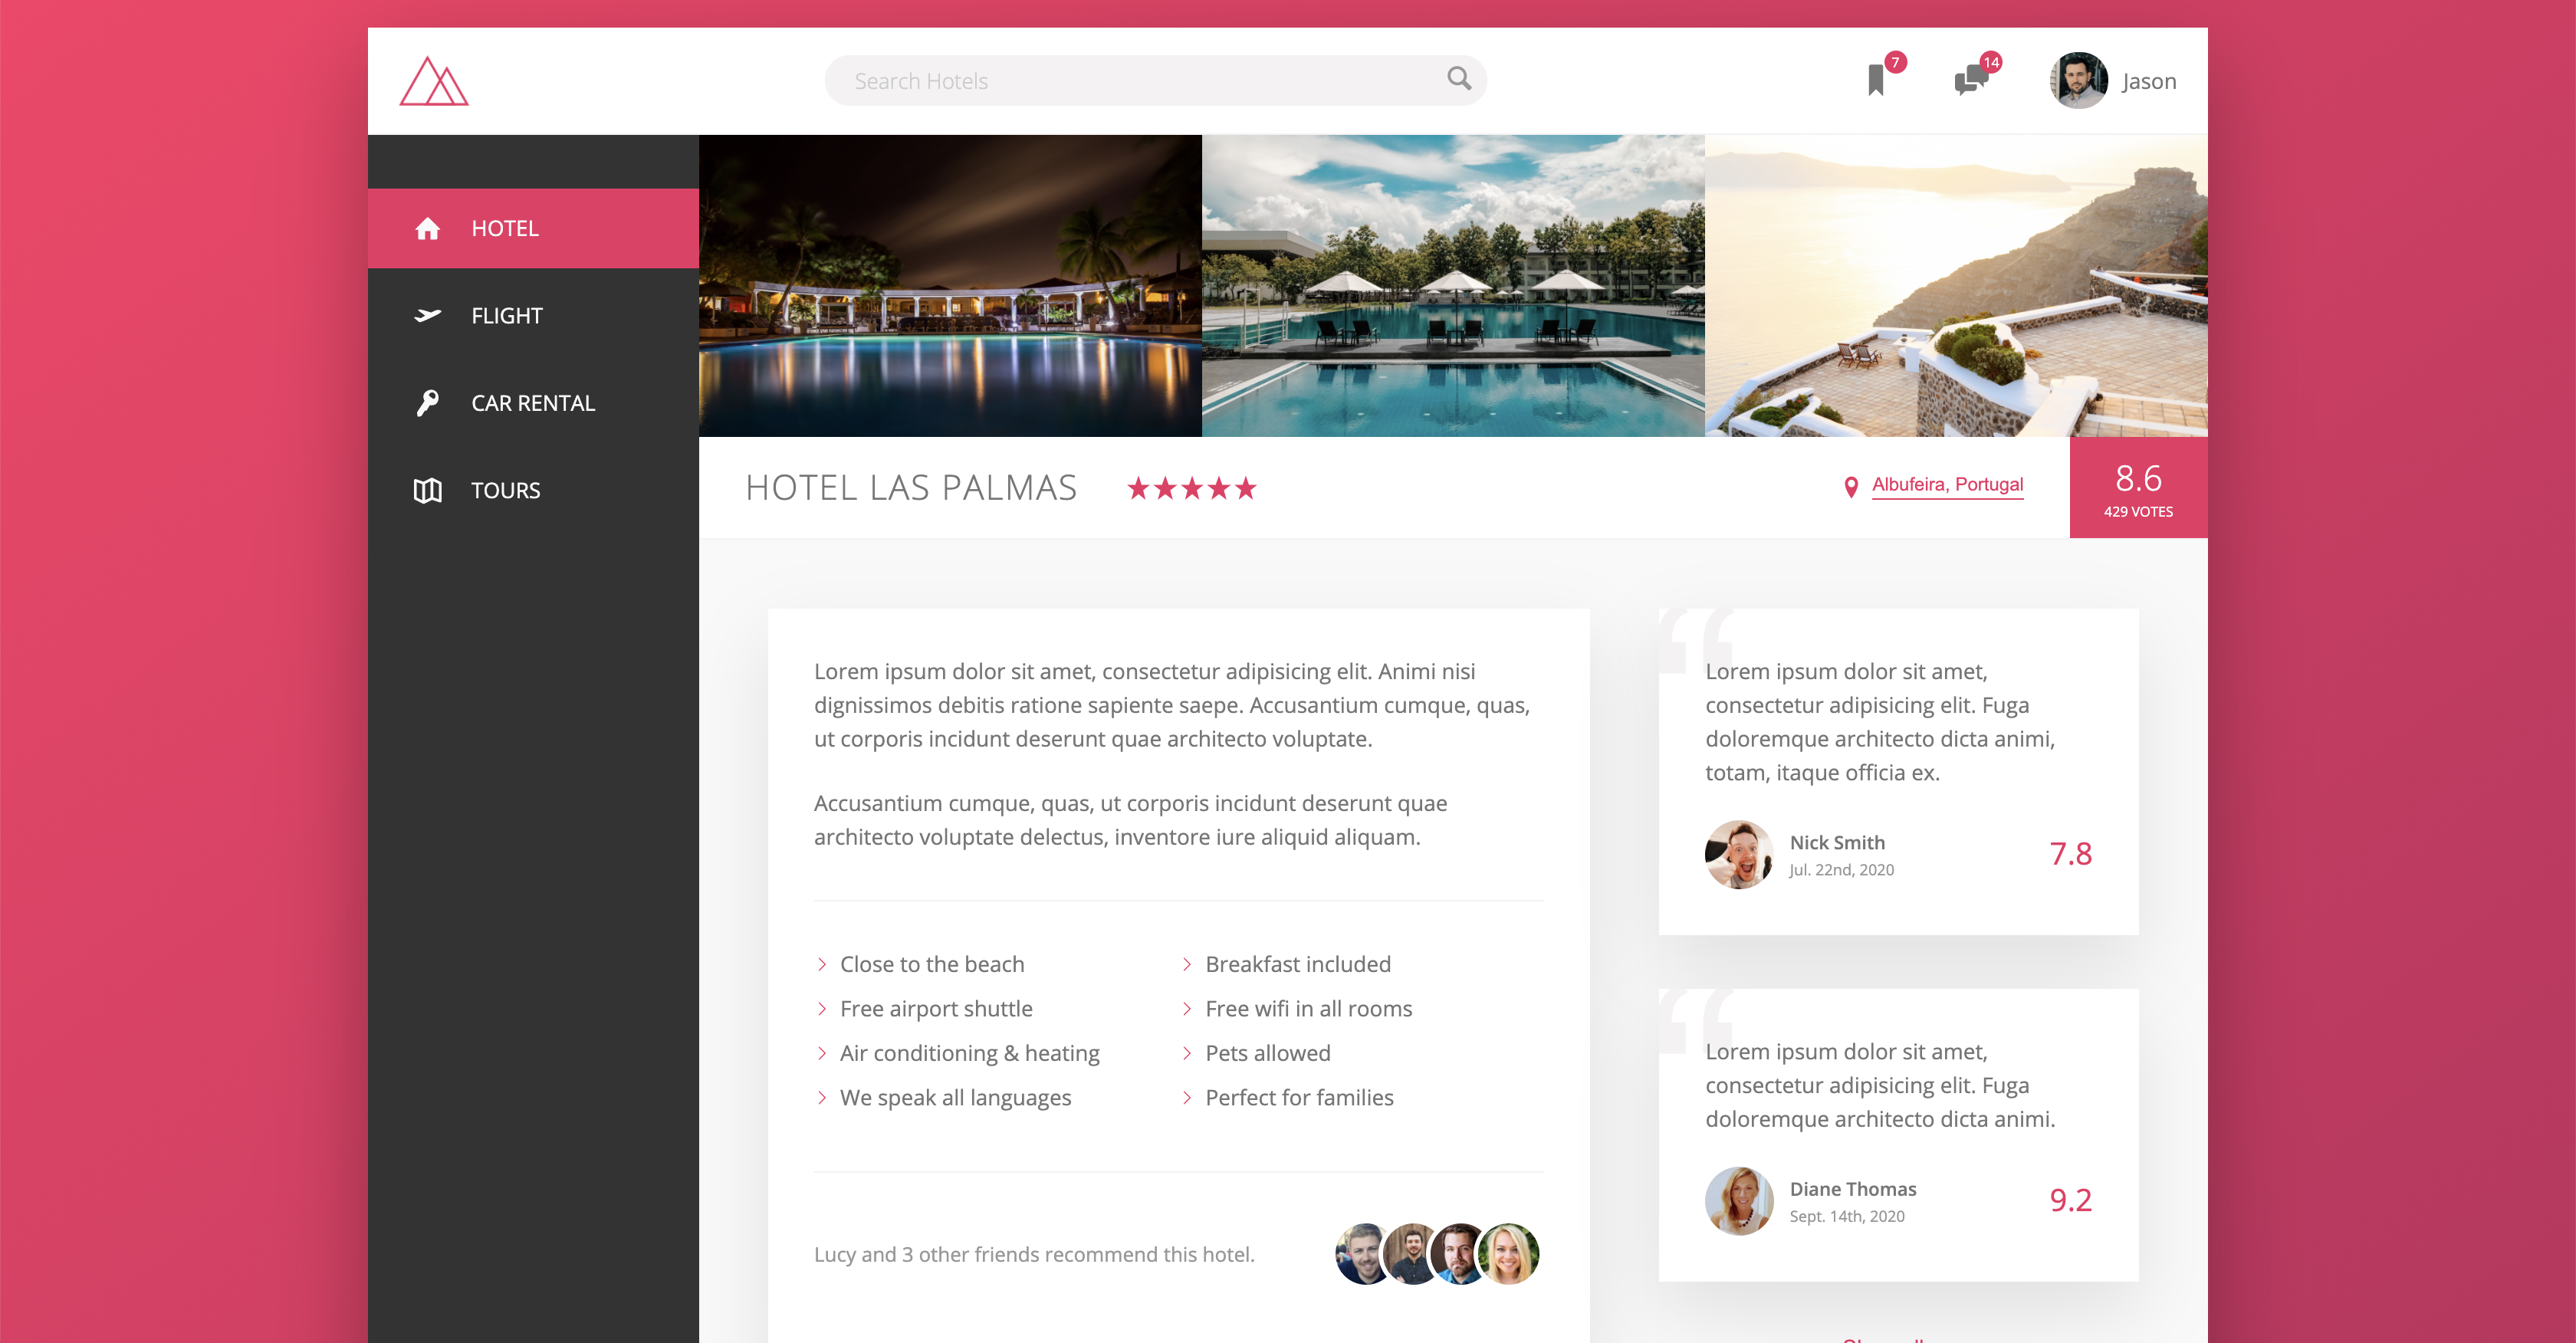 Search Hotels
7
14
Jason
HOTEL
FLIGHT
CAR RENTAL
TOURS
HOTEL LAS PALMAS
Albufeira, Portugal
8.6
429 VOTES
Lorem ipsum dolor sit amet, consectetur adipisicing elit. Animi nisi
dignissimos debitis ratione sapiente saepe. Accusantium cumque, quas,
ut corporis incidunt deserunt quae architecto voluptate.
Accusantium cumque, quas, ut corporis incidunt deserunt quae
architecto voluptate delectus, inventore iure aliquid aliquam.
Close to the beach
Breakfast included
Free airport shuttle
Free wifi in all rooms
Air conditioning & heating
Pets allowed
We speak all languages
Perfect for families
Lucy and 3 other friends recommend this hotel.
Lorem ipsum dolor sit amet,
consectetur adipisicing elit. Fuga
doloremque architecto dicta animi,
totam, itaque officia ex.
Nick Smith
Jul. 22nd, 2020
7.8
Lorem ipsum dolor sit amet,
consectetur adipisicing elit. Fuga
doloremque architecto dicta animi.
Diane Thomas
Sept. 14th, 2020
9.2